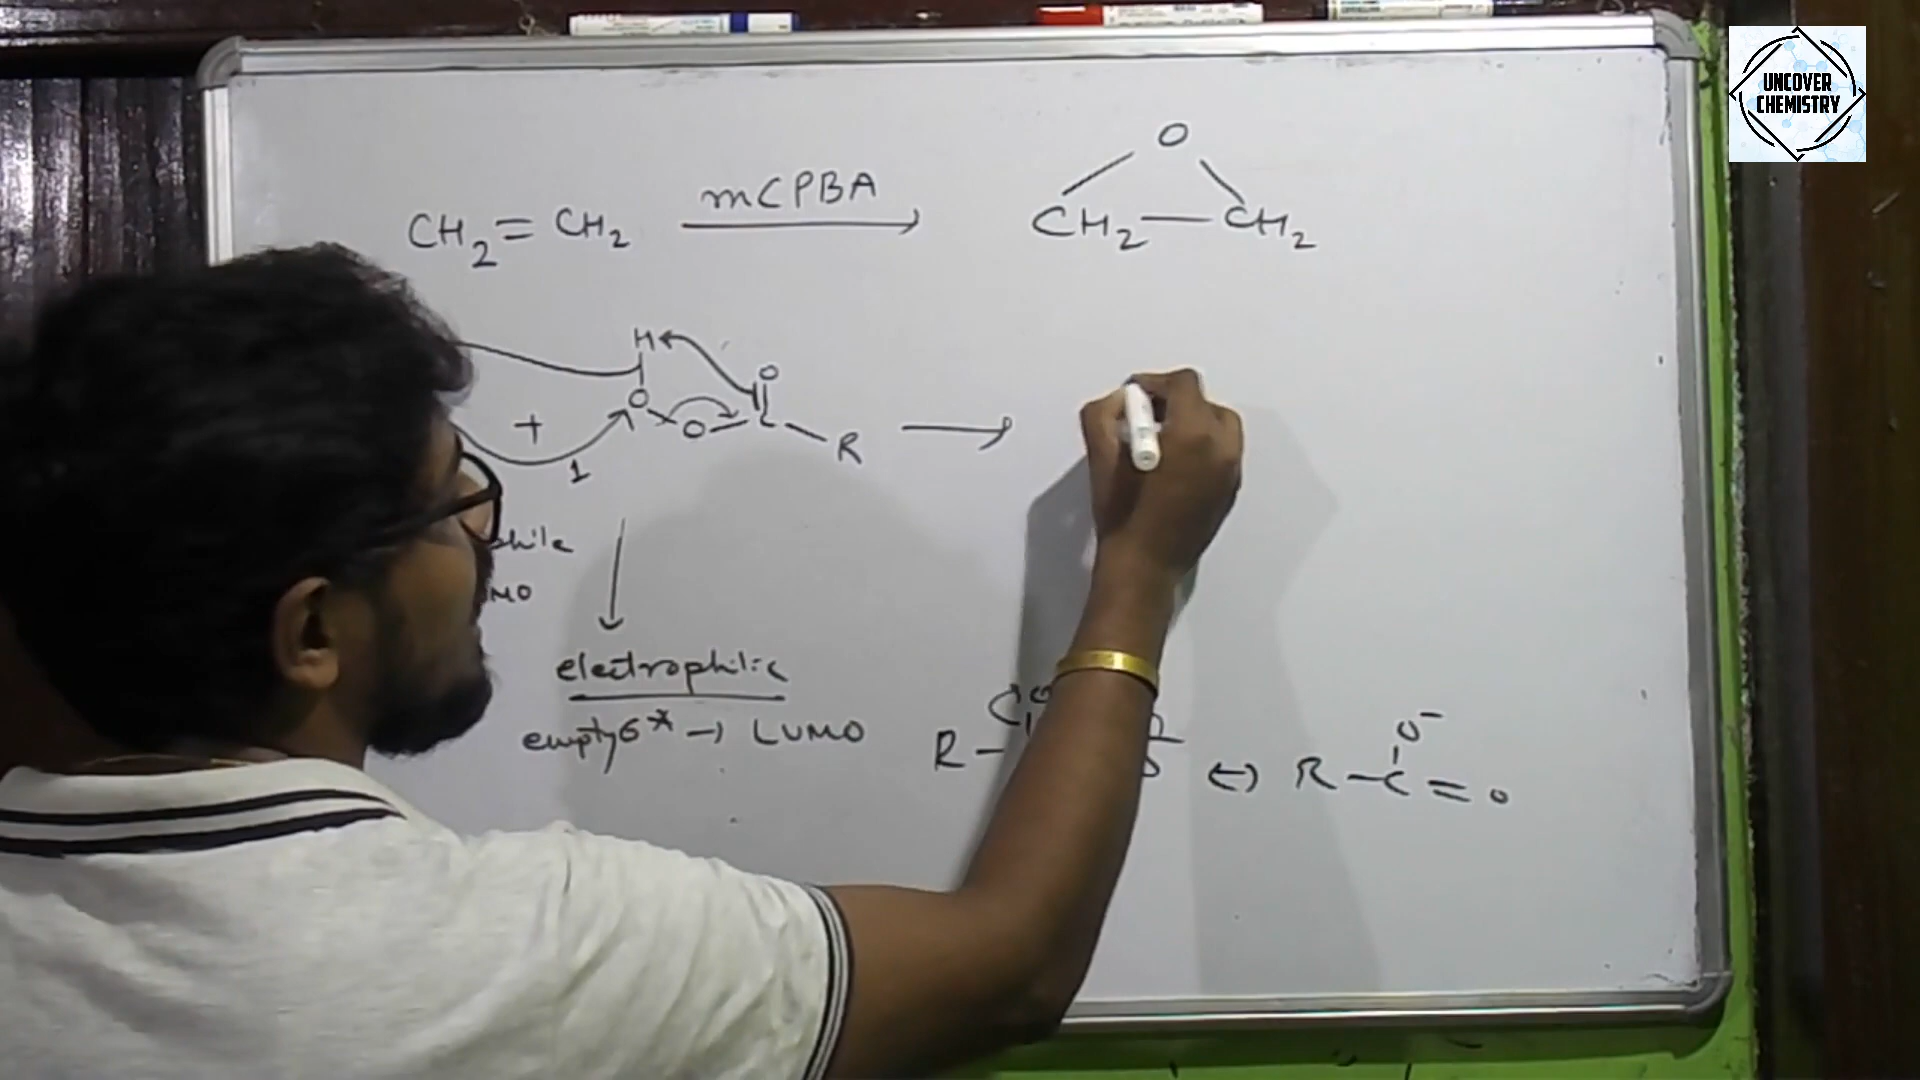 UNCOVER
CHEMISTRY
O
mCPBA
CH2=CH2 → CH2—CH2
H
O
O
+
O
C
R
→
1
electrophilic
empty σ* → LUMO
O-
R—
↔ R—C=O